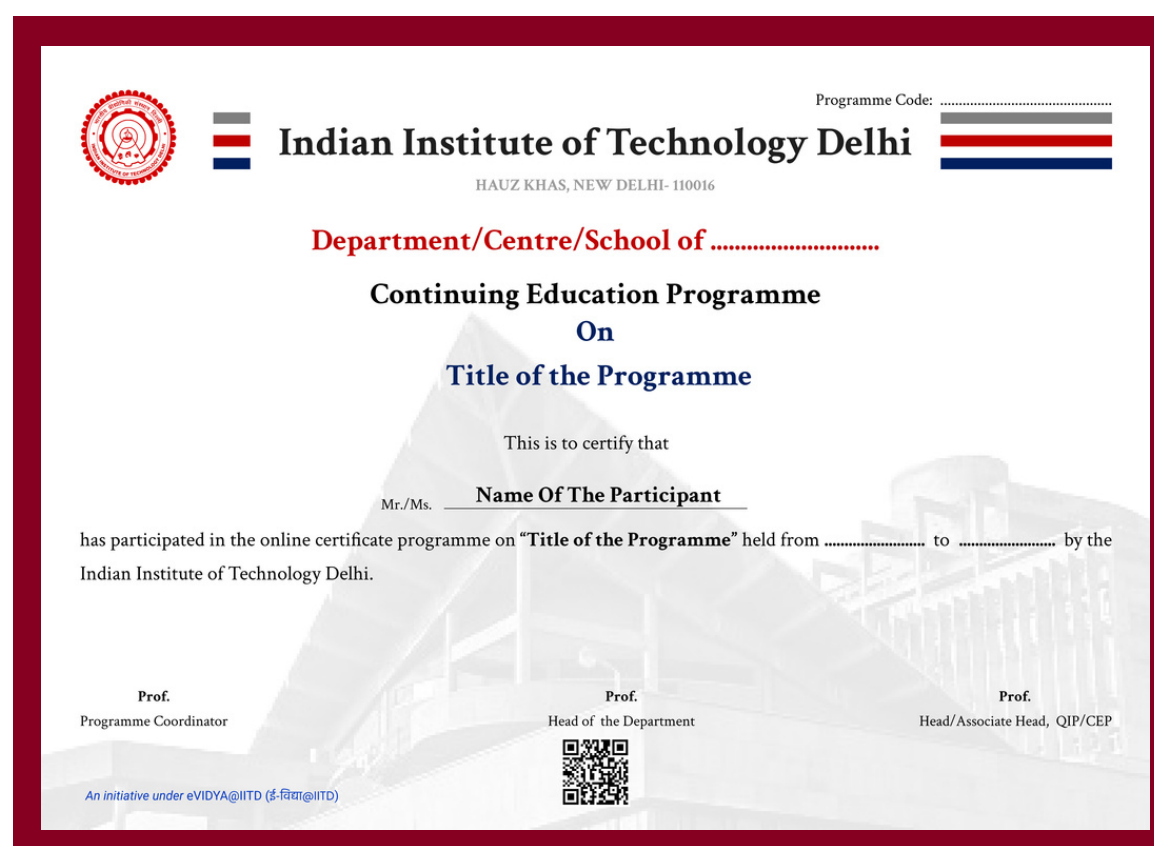 Programme Code: ..............................................
Indian Institute of Technology Delhi
HAUZ KHAS, NEW DELHI- 110016
Department/Centre/School of ............................
Continuing Education Programme
On
Title of the Programme
This is to certify that
Mr./Ms. Name Of The Participant
has participated in the online certificate programme on “Title of the Programme” held from ......................... to ........................ by the
Indian Institute of Technology Delhi.
Prof. Prof. Prof.
Programme Coordinator Head of the Department Head/Associate Head, QIP/CEP
An initiative under eVIDYA@IITD (ई-विद्या@IITD)